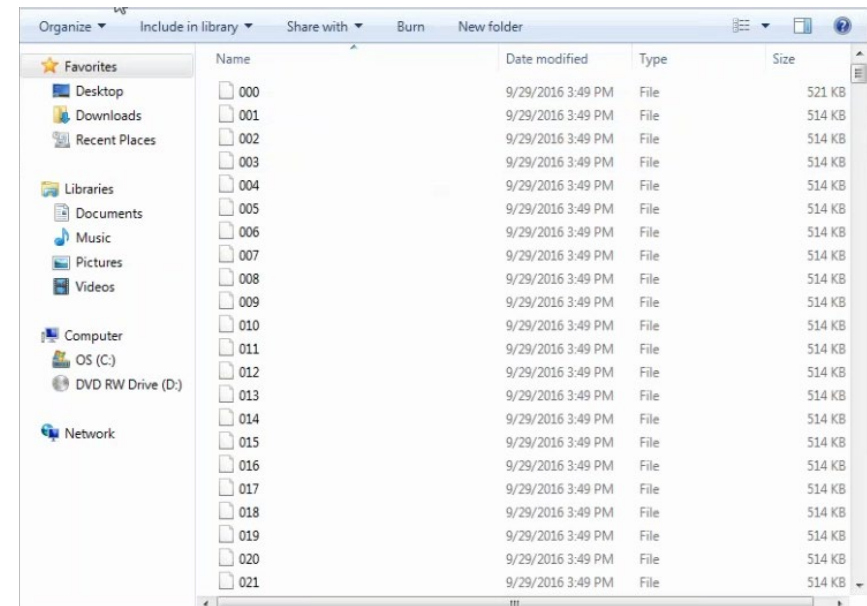 Organize Include in library Share with Burn New folder
Name Date modified Type Size
Favorites
Desktop
Downloads
Recent Places
Libraries
Documents
Music
Pictures
Videos
Computer
OS (C:)
DVD RW Drive (D:)
Network
000 9/29/2016 3:49 PM File 521 KB
001 9/29/2016 3:49 PM File 514 KB
002 9/29/2016 3:49 PM File 514 KB
003 9/29/2016 3:49 PM File 514 KB
004 9/29/2016 3:49 PM File 514 KB
005 9/29/2016 3:49 PM File 514 KB
006 9/29/2016 3:49 PM File 514 KB
007 9/29/2016 3:49 PM File 514 KB
008 9/29/2016 3:49 PM File 514 KB
009 9/29/2016 3:49 PM File 514 KB
010 9/29/2016 3:49 PM File 514 KB
011 9/29/2016 3:49 PM File 514 KB
012 9/29/2016 3:49 PM File 514 KB
013 9/29/2016 3:49 PM File 514 KB
014 9/29/2016 3:49 PM File 514 KB
015 9/29/2016 3:49 PM File 514 KB
016 9/29/2016 3:49 PM File 514 KB
017 9/29/2016 3:49 PM File 514 KB
018 9/29/2016 3:49 PM File 514 KB
019 9/29/2016 3:49 PM File 514 KB
020 9/29/2016 3:49 PM File 514 KB
021 9/29/2016 3:49 PM File 514 KB